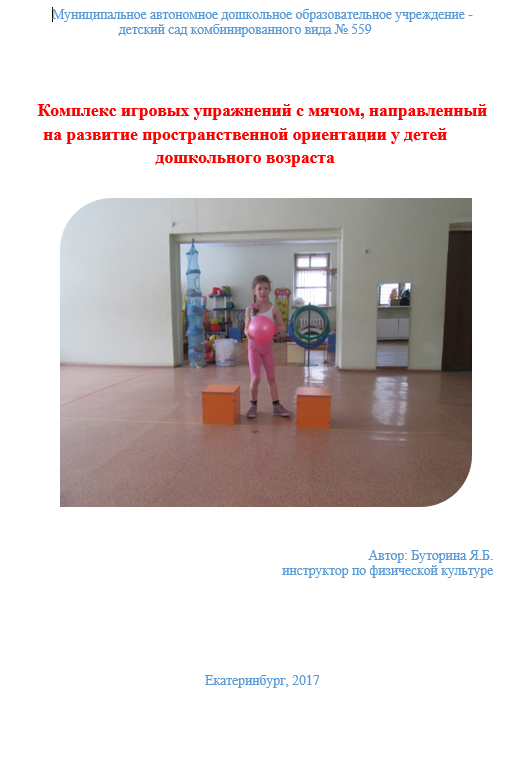 Муниципальное автономное дошкольное образовательное учреждение -
детский сад комбинированного вида № 559
Комплекс игровых упражнений с мячом, направленный
на развитие пространственной ориентации у детей
дошкольного возраста
Автор: Буторина Я.Б.
инструктор по физической культуре
Екатеринбург, 2017